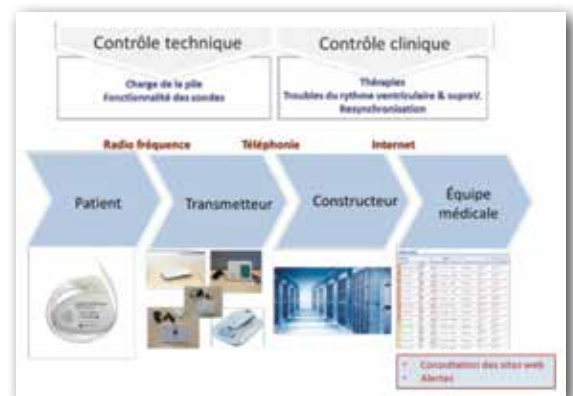 Contrôle technique
Contrôle clinique
Charge de la pile
Fonctionnalité des sondes
Thérapies
Troubles du rythme ventriculaire & supraV.
Resynchronisation
Radio fréquence
Téléphonie
Internet
Patient
Transmetteur
Constructeur
Équipe
médicale
• Consultation des sites web
• Alertes